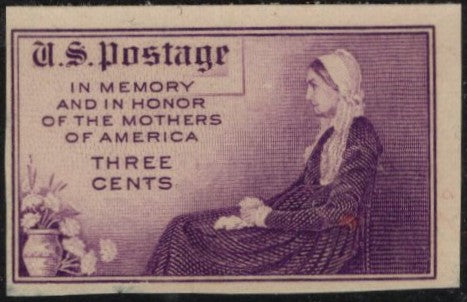 U.S. Postage
IN MEMORY
AND IN HONOR
OF THE MOTHERS
OF AMERICA
THREE
CENTS